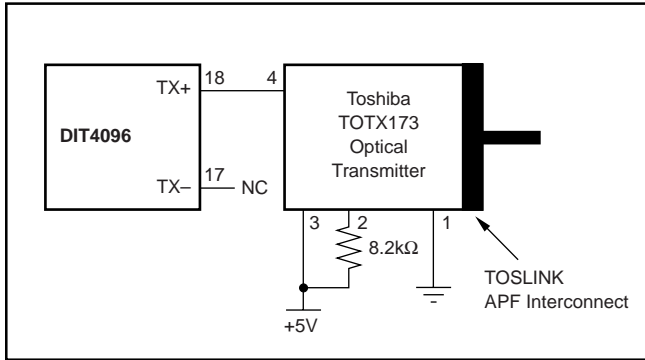 TX+
18
4
DIT4096
TX–
17
NC
Toshiba
TOTX173
Optical
Transmitter
3
2
1
8.2kΩ
+5V
TOSLINK
APF Interconnect